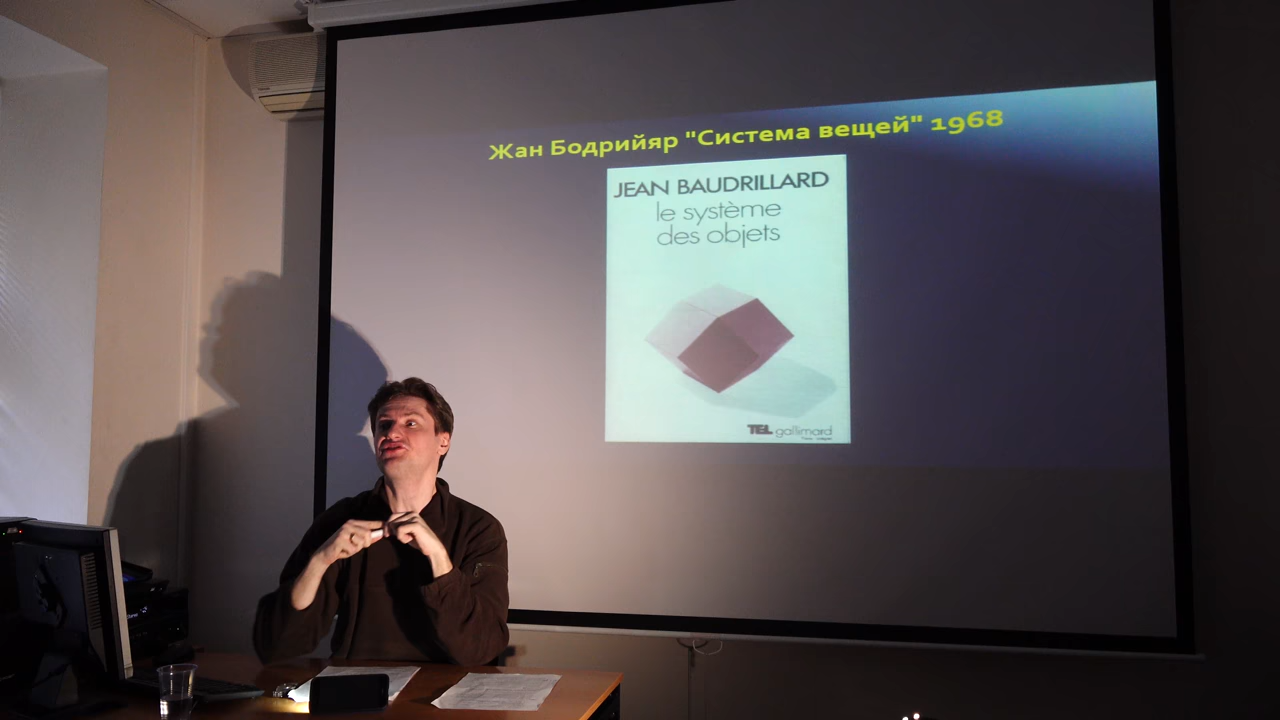 Жан Бодрийяр "Система вещей" 1968
JEAN BAUDRILLARD
le système
des objets
TEL gallimard